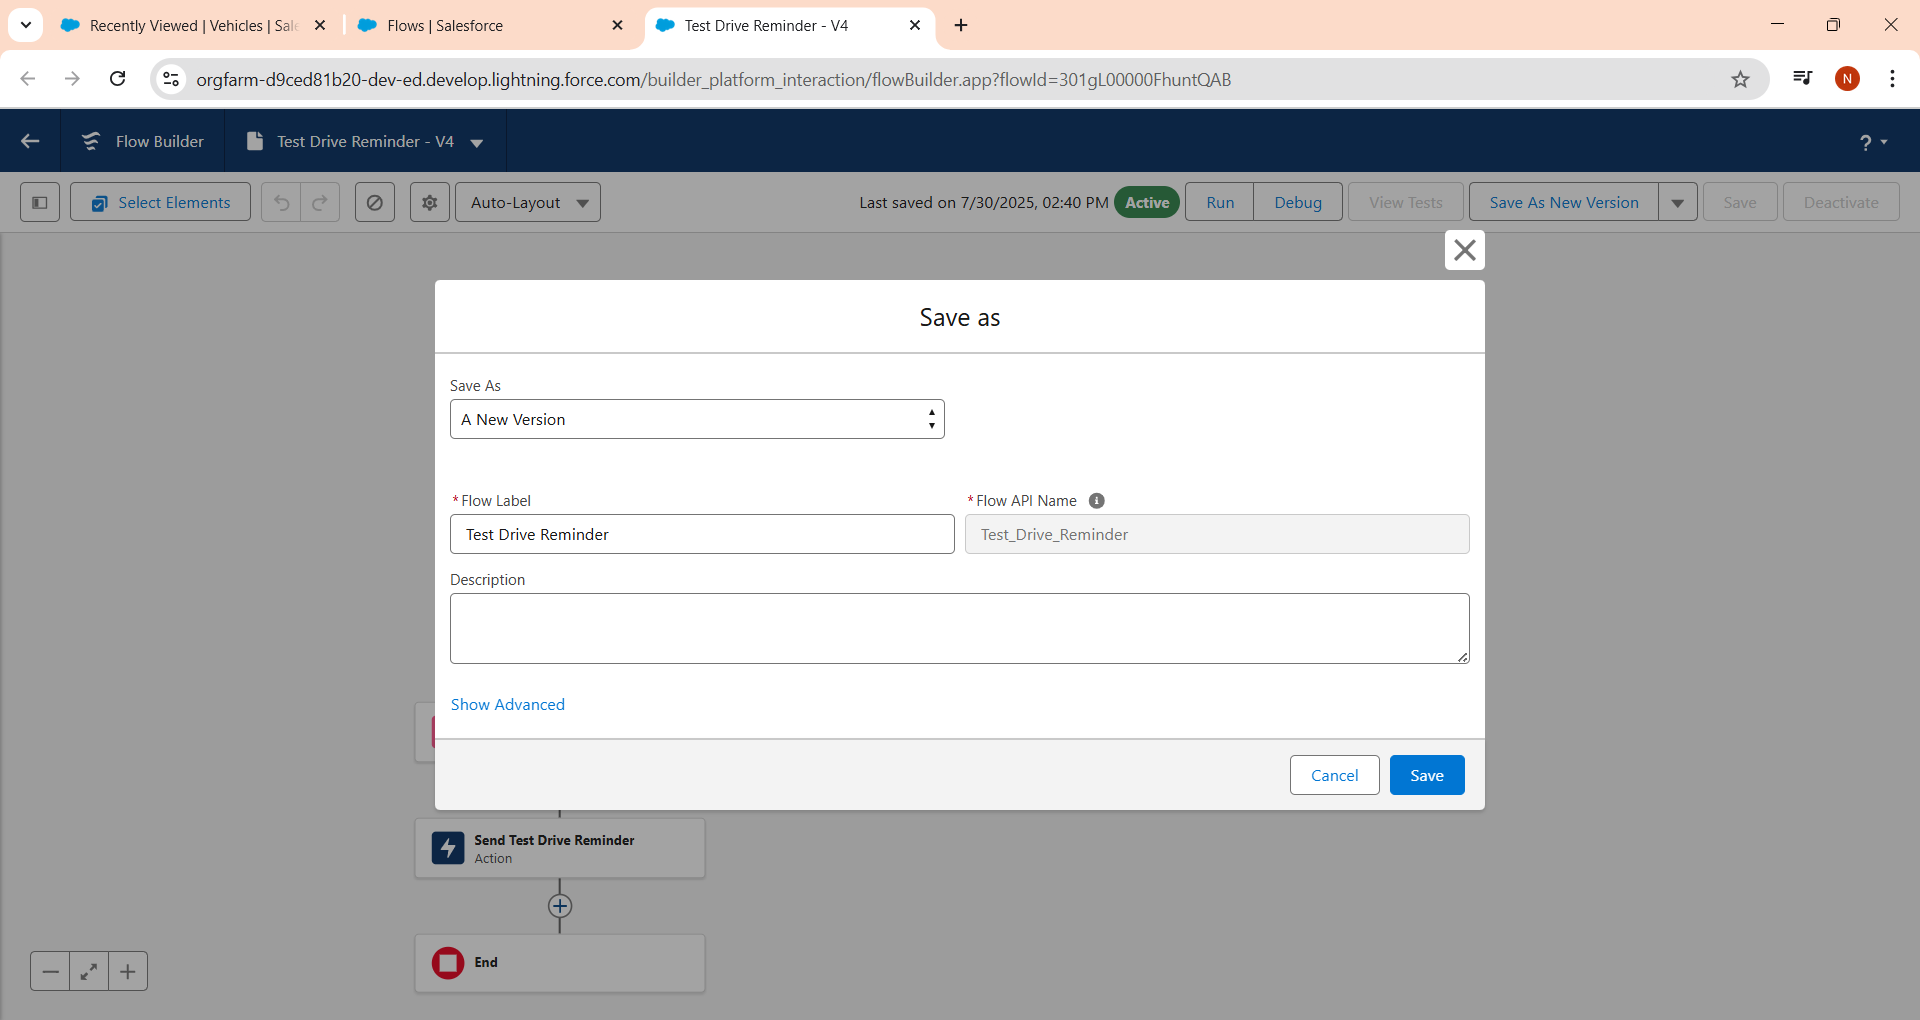 Recently Viewed | Vehicles | Sale
Flows | Salesforce
Test Drive Reminder - V4
orgfarm-d9ced81b20-dev-ed.develop.lightning.force.com/builder_platform_interaction/flowBuilder.app?flowId=301gL00000FhuntQAB
N
Flow Builder
Test Drive Reminder - V4
?
Select Elements
Auto-Layout
Last saved on 7/30/2025, 02:40 PM
Active
Run
Debug
View Tests
Save As New Version
Save
Deactivate
Save as
Save As
A New Version
* Flow Label
* Flow API Name
Test Drive Reminder
Test_Drive_Reminder
Description
Show Advanced
Cancel
Save
Send Test Drive Reminder
Action
End